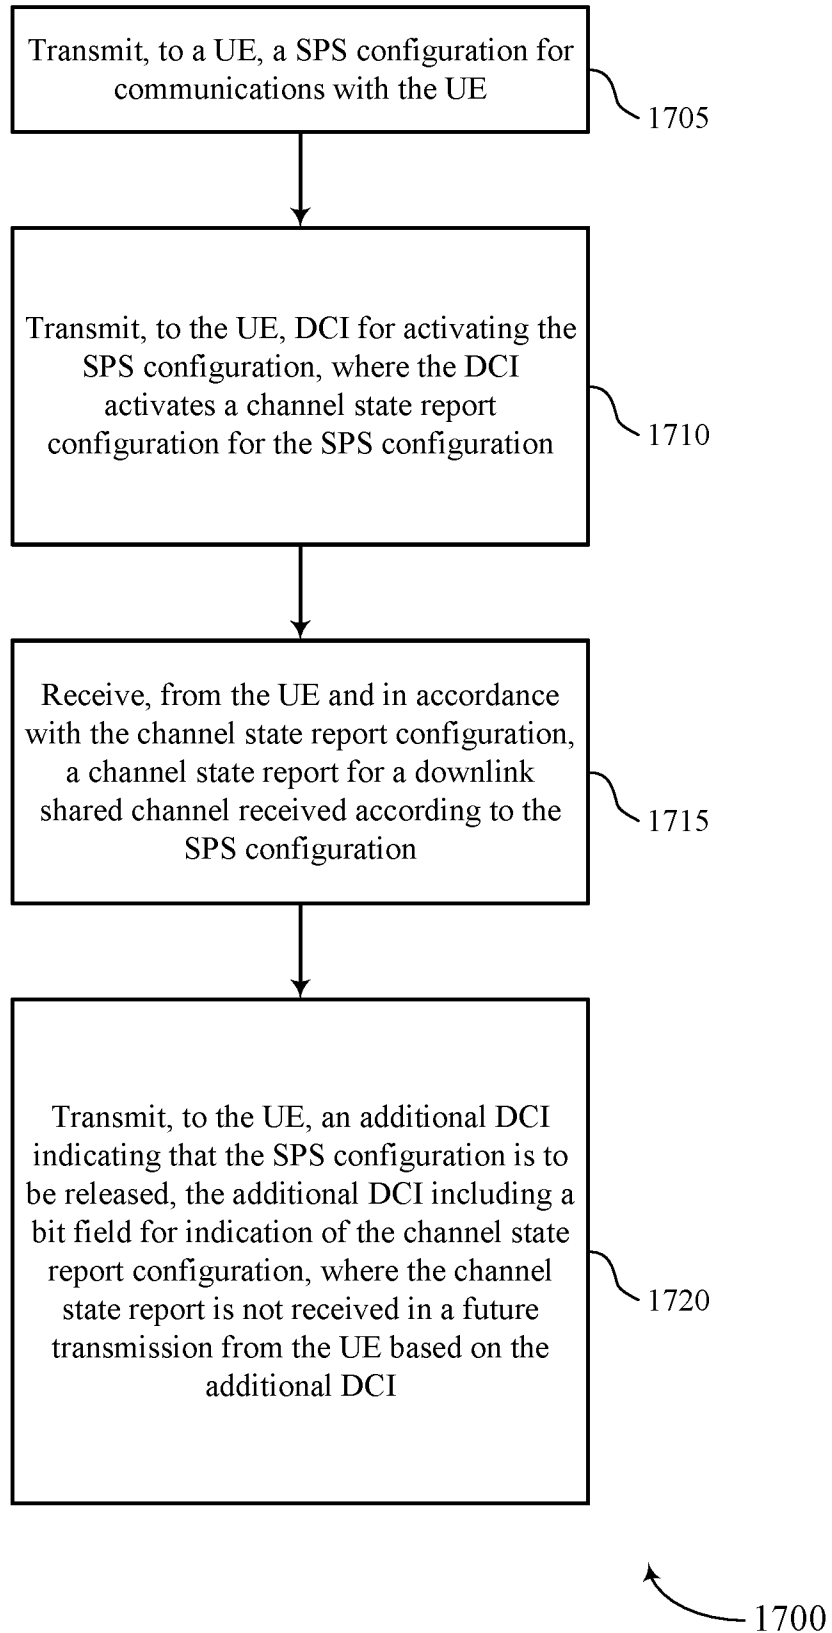 Transmit, to a UE, a SPS configuration for
communications with the UE
1705
Transmit, to the UE, DCI for activating the
SPS configuration, where the DCI
activates a channel state report
configuration for the SPS configuration
1710
Receive, from the UE and in accordance
with the channel state report configuration,
a channel state report for a downlink
shared channel received according to the
SPS configuration
1715
Transmit, to the UE, an additional DCI
indicating that the SPS configuration is to
be released, the additional DCI including a
bit field for indication of the channel state
report configuration, where the channel
state report is not received in a future
transmission from the UE based on the
additional DCI
1720
1700